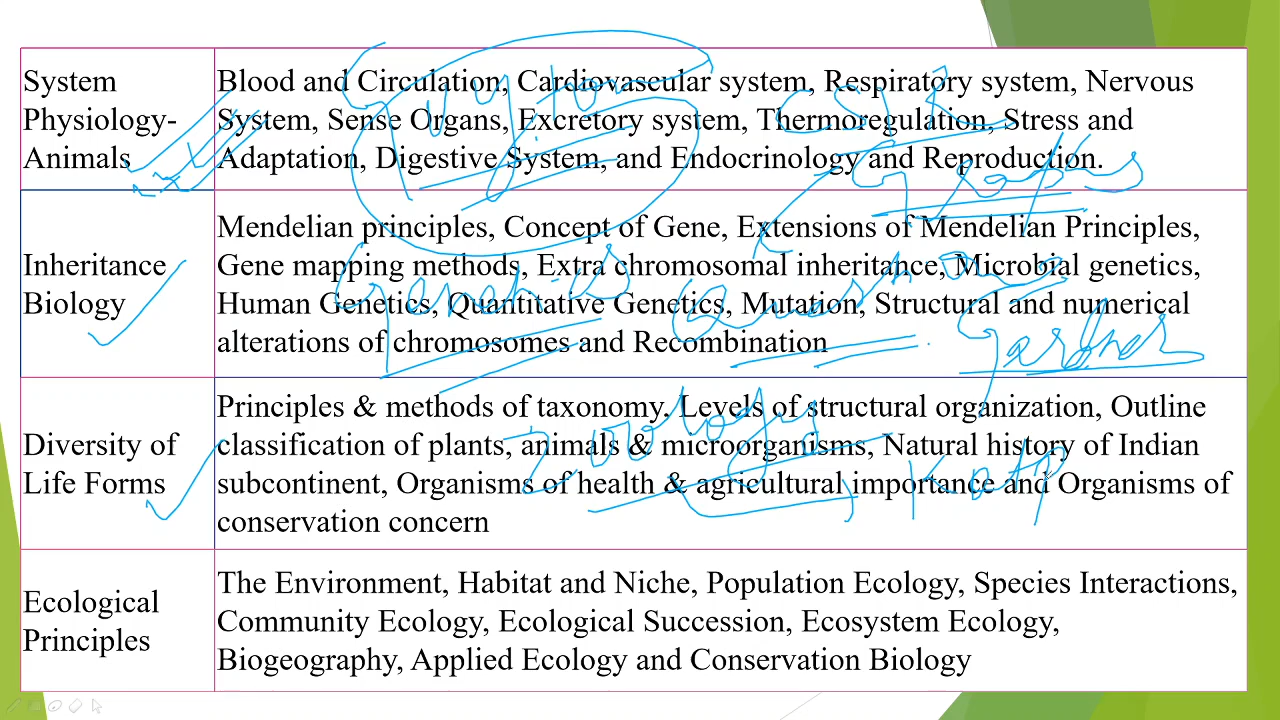 System
Physiology-
Animals
Blood and Circulation, Cardiovascular system, Respiratory system, Nervous
System, Sense Organs, Excretory system, Thermoregulation, Stress and
Adaptation, Digestive System, and Endocrinology and Reproduction.
Inheritance
Biology
Mendelian principles, Concept of Gene, Extensions of Mendelian Principles,
Gene mapping methods, Extra chromosomal inheritance, Microbial genetics,
Human Genetics, Quantitative Genetics, Mutation, Structural and numerical
alterations of chromosomes and Recombination
Diversity of
Life Forms
Principles & methods of taxonomy, Levels of structural organization, Outline
classification of plants, animals & microorganisms, Natural history of Indian
subcontinent, Organisms of health & agricultural importance and Organisms of
conservation concern
Ecological
Principles
The Environment, Habitat and Niche, Population Ecology, Species Interactions,
Community Ecology, Ecological Succession, Ecosystem Ecology,
Biogeography, Applied Ecology and Conservation Biology
Graphs
Genetics
Questions
Gardner
Zoology